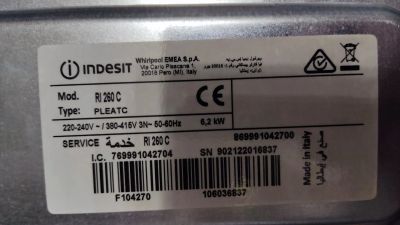 INDESIT
Whirlpool EMEA S.p.A.
Via Carlo Pisacane 1,
20016 Pero (MI), Italy
Mod. RI 260 C
Type: PLEATC
CE
220-240V~ / 380-415V 3N~ 50-60Hz 6,2 kW
SERVICE خدمة RI 260 C 869991042700
I.C. 769991042704 SN 902122016837
F104270 106036837
Made in Italy
صنع في إيطاليا